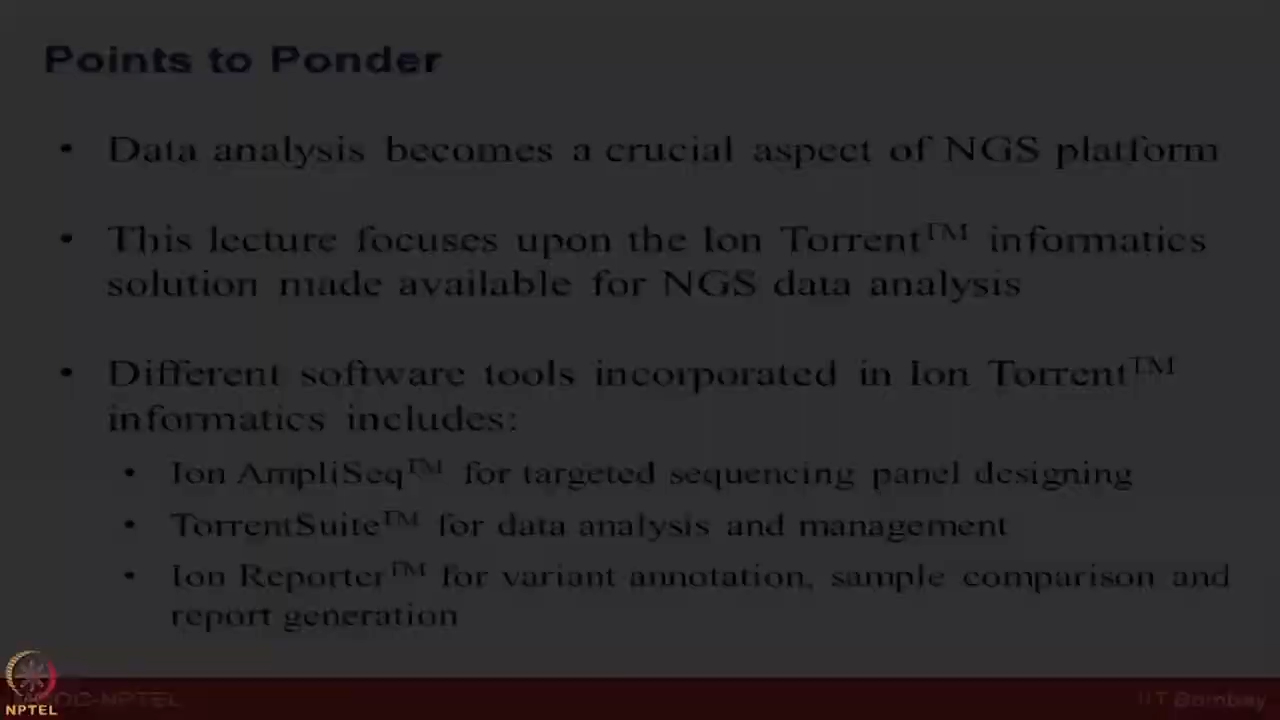 Points to Ponder
• Data analysis becomes a crucial aspect of NGS platform
• This lecture focuses upon the Ion Torrent™ informatics
solution made available for NGS data analysis
• Different software tools incorporated in Ion Torrent™
informatics includes:
• Ion AmpliSeq™ for targeted sequencing panel designing
• TorrentSuite™ for data analysis and management
• Ion Reporter™ for variant annotation, sample comparison and
report generation
MOOC-NPTEL
IIT Bombay
NPTEL